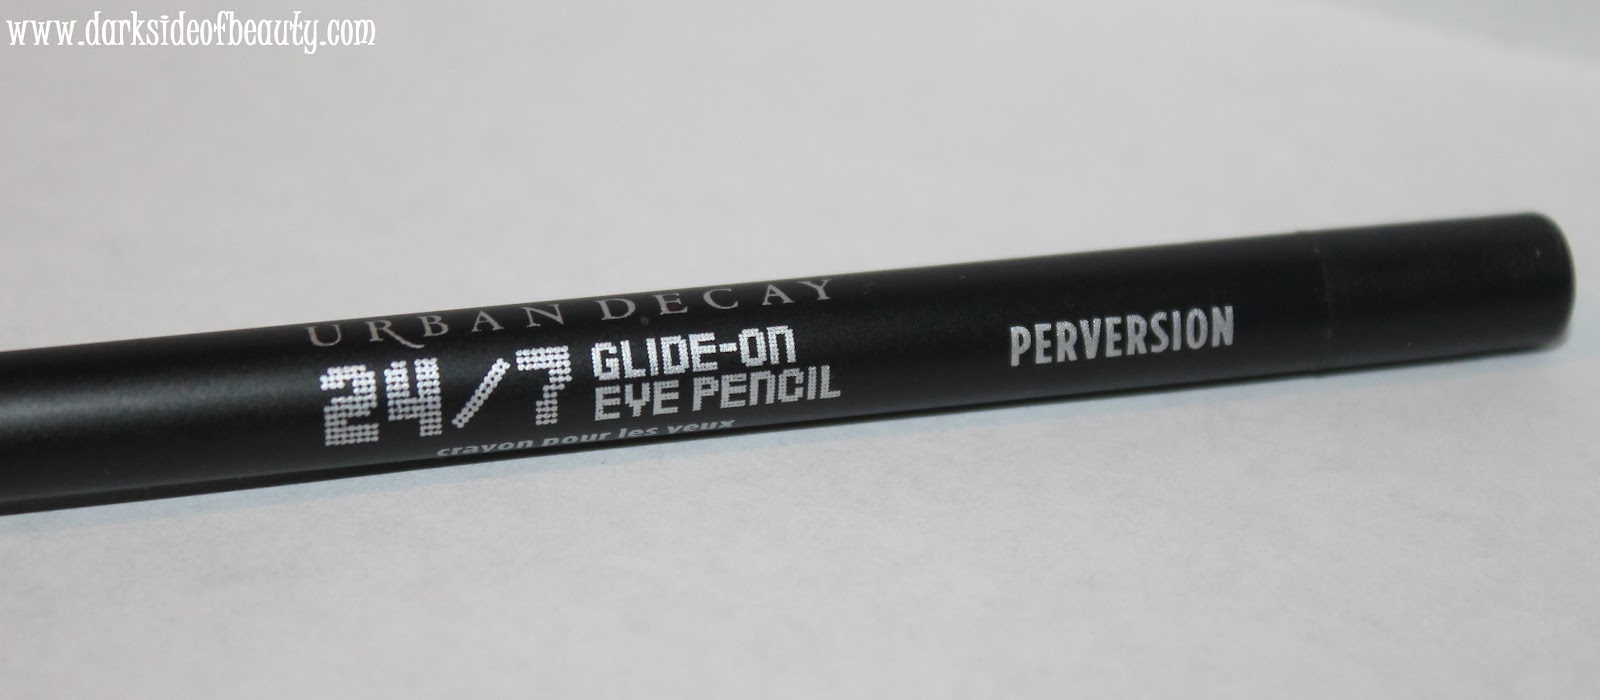 www.darksideofbeauty.com
URBAN DECAY
24/7 GLIDE-ON
EYE PENCIL
crayon pour les yeux
PERVERSION